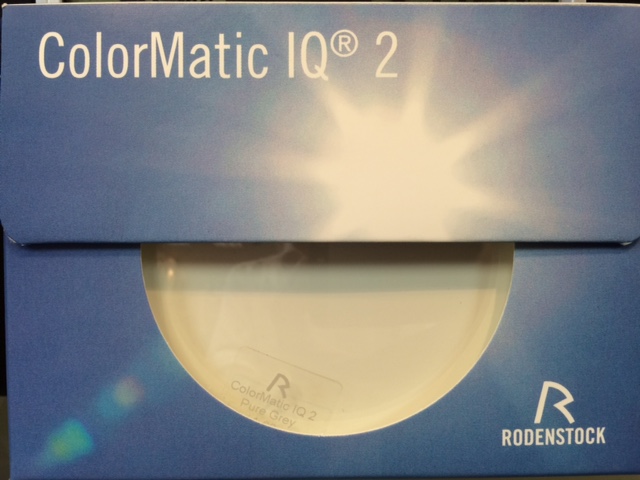 ColorMatic IQ® 2
R
ColorMatic IQ 2
Pure Grey
R
RODENSTOCK